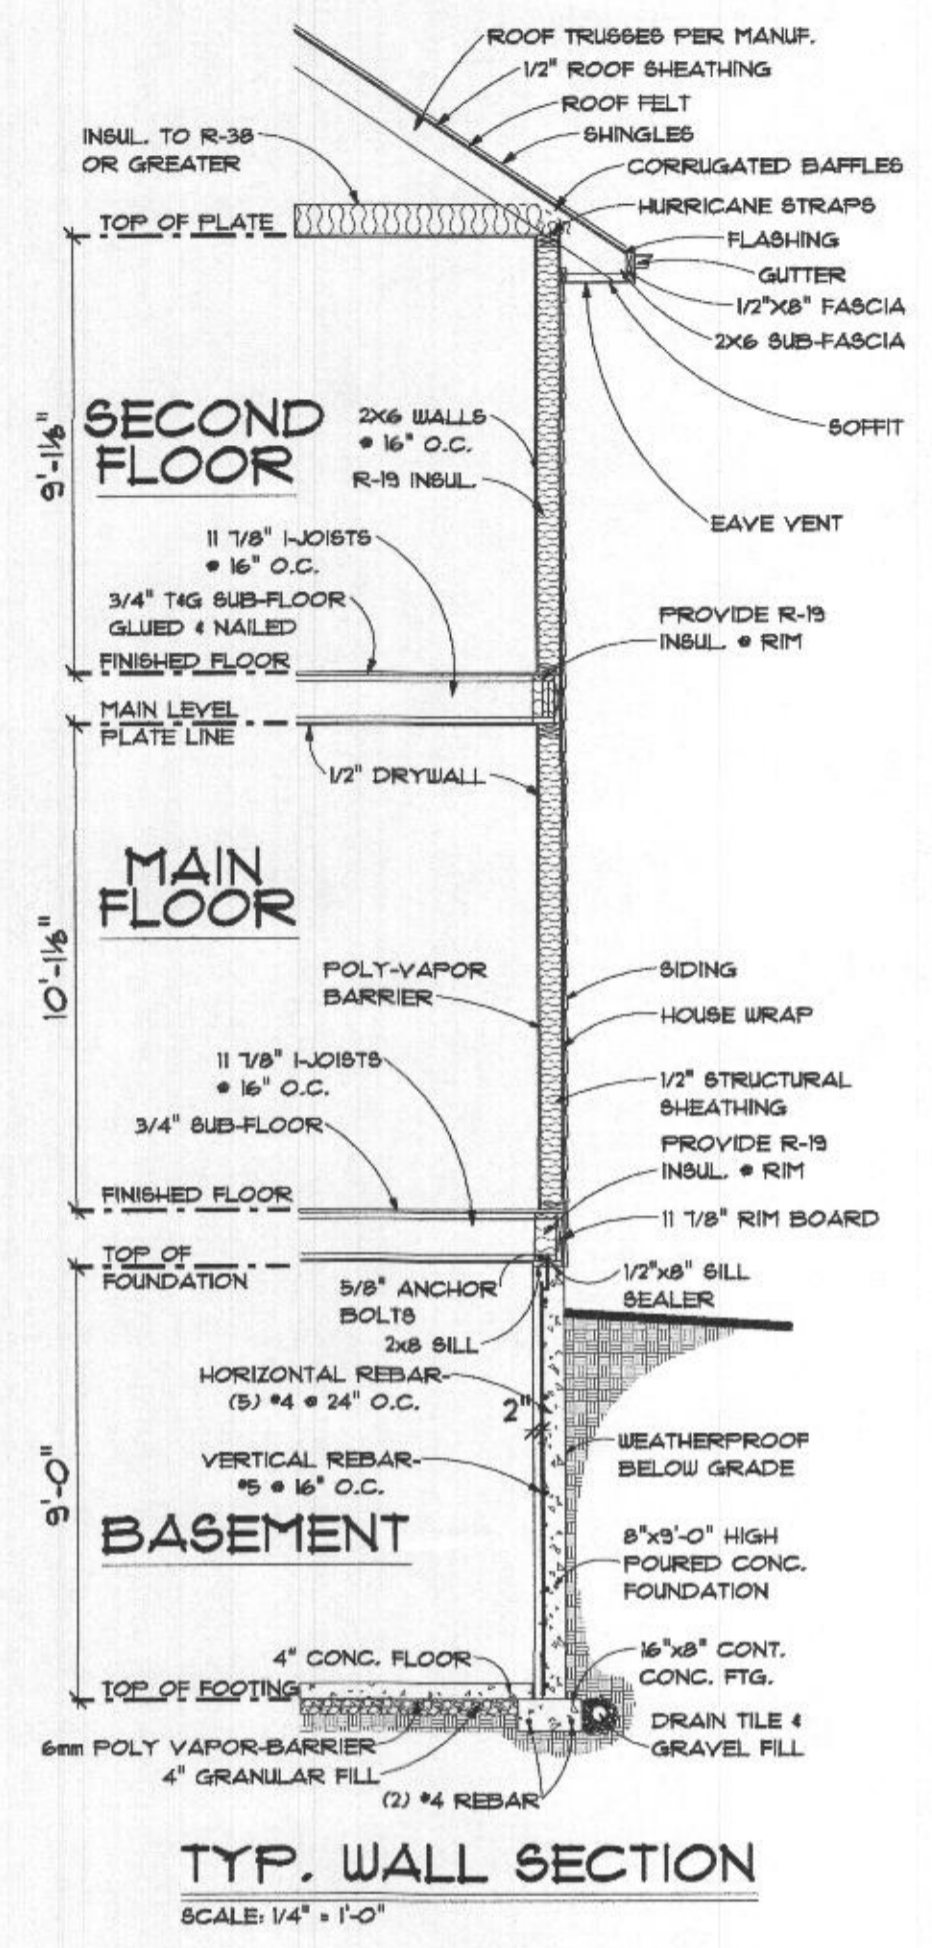 ROOF TRUSSES PER MANUF.
1/2" ROOF SHEATHING
ROOF FELT
SHINGLES
CORRUGATED BAFFLES
HURRICANE STRAPS
FLASHING
GUTTER
1/2"X8" FASCIA
2X6 SUB-FASCIA
SOFFIT
EAVE VENT
INSUL. TO R-38
OR GREATER
TOP OF PLATE
9'-1 1/8"
SECOND
FLOOR
2X6 WALLS
@ 16" O.C.
R-19 INSUL.
11 7/8" I-JOISTS
@ 16" O.C.
3/4" T&G SUB-FLOOR
GLUED & NAILED
FINISHED FLOOR
PROVIDE R-19
INSUL. @ RIM
MAIN LEVEL
PLATE LINE
1/2" DRYWALL
10'-1 1/8"
MAIN
FLOOR
POLY-VAPOR
BARRIER
SIDING
HOUSE WRAP
11 7/8" I-JOISTS
@ 16" O.C.
3/4" SUB-FLOOR
1/2" STRUCTURAL
SHEATHING
PROVIDE R-19
INSUL. @ RIM
FINISHED FLOOR
11 7/8" RIM BOARD
TOP OF
FOUNDATION
5/8" ANCHOR
BOLTS
2x8 SILL
1/2"x8" SILL
SEALER
HORIZONTAL REBAR-
(5) #4 @ 24" O.C.
2"
VERTICAL REBAR-
#5 @ 16" O.C.
WEATHERPROOF
BELOW GRADE
9'-0"
BASEMENT
8"x9'-0" HIGH
POURED CONC.
FOUNDATION
4" CONC. FLOOR
16"x8" CONT.
CONC. FTG.
TOP OF FOOTING
DRAIN TILE &
GRAVEL FILL
6mm POLY VAPOR-BARRIER
4" GRANULAR FILL
(2) #4 REBAR
TYP. WALL SECTION
SCALE: 1/4" = 1'-0"